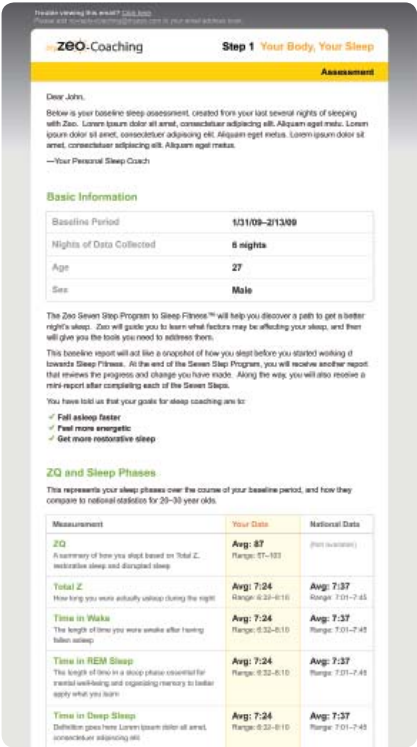 Trouble viewing this email? Click here.
Please add to your email address book.
myZEO-Coaching
Step 1 Your Body, Your Sleep
Assessment
Dear John,
Below is your baseline sleep assessment, created from your last several nights of sleeping
with Zeo. Lorem ipsum dolor sit amet, consectetuer adipiscing elit. Aliquam eget metus. Lorem
ipsum dolor sit amet, consectetuer adipiscing elit. Aliquam eget metus. Lorem ipsum dolor sit
amet, consectetuer adipiscing elit. Aliquam eget metus.
—Your Personal Sleep Coach
Basic Information
Baseline Period 1/31/09–2/13/09
Nights of Data Collected 6 nights
Age 27
Sex Male
The Zeo Seven Step Program to Sleep Fitness™ will help you discover a path to get a better
night's sleep. Zeo will guide you to learn what factors may be affecting your sleep, and then
will give you the tools you need to address them.
This baseline report will act like a snapshot of how you slept before you started working d
towards Sleep Fitness. At the end of the Seven Step Program, you will receive another report
that reviews the progress and change you have made. Along the way, you will also receive a
mini-report after completing each of the Seven Steps.
You have told us that your goals for sleep coaching are to:
✓ Fall asleep faster
✓ Feel more energetic
✓ Get more restorative sleep
ZQ and Sleep Phases
This represents your sleep phases over the course of your baseline period, and how they
compare to national statistics for 20–30 year olds.
Measurement Your Data National Data
ZQ Avg: 87 (Not available)
A summary of how you slept based on Total Z, Range: 57–103
restorative sleep and disrupted sleep
Total Z Avg: 7:24 Avg: 7:37
How long you were actually asleep during the night Range: 6:32–8:10 Range: 7:01–7:45
Time in Wake Avg: 7:24 Avg: 7:37
The length of time you were awake after having Range: 6:32–8:10 Range: 7:01–7:45
fallen asleep
Time in REM Sleep Avg: 7:24 Avg: 7:37
The length of time in a sleep phase essential for Range: 6:32–8:10 Range: 7:01–7:45
mental well-being and organizing memory to better
apply what you learn
Time in Deep Sleep Avg: 7:24 Avg: 7:37
Definition goes here Lorem ipsum dolor sit amet, Range: 6:32–8:10 Range: 7:01–7:45
consectetuer adipiscing elit